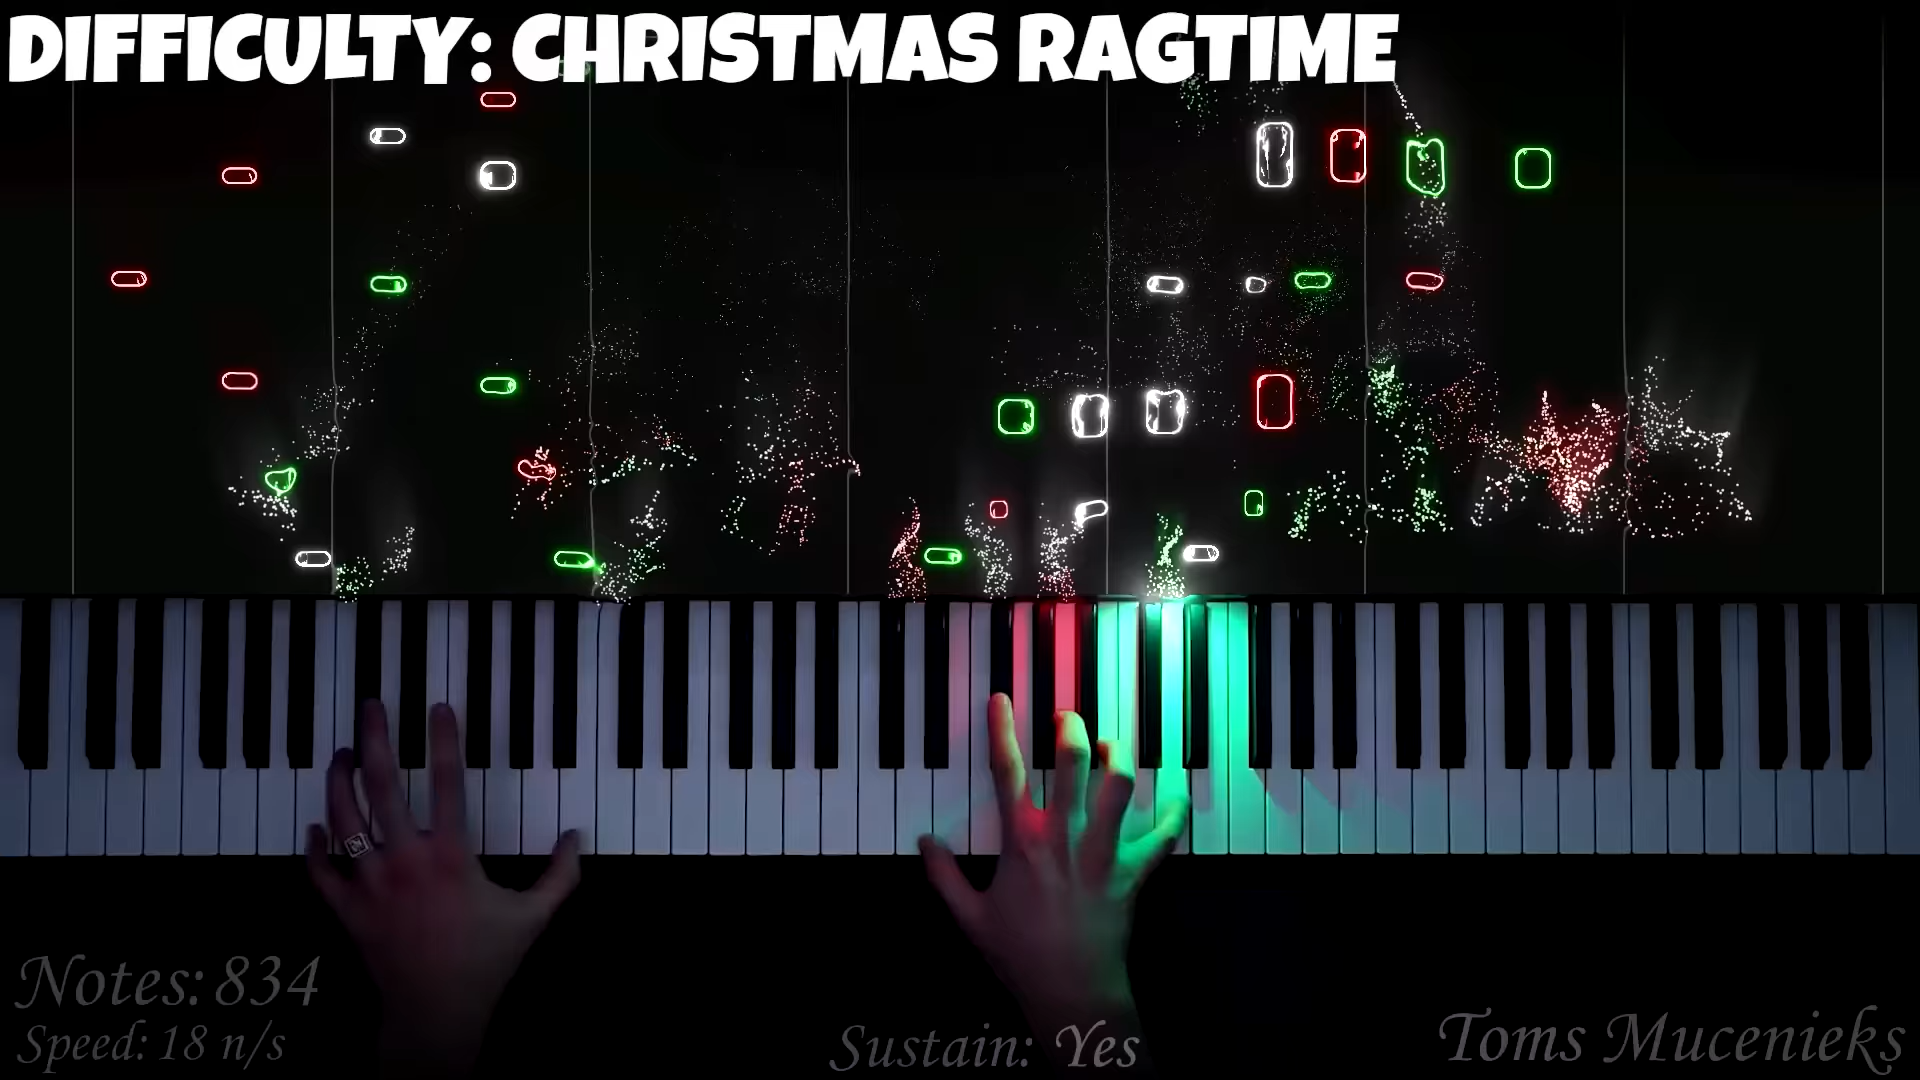 DIFFICULTY: CHRISTMAS RAGTIME
Notes: 834
Speed: 18 n/s
Sustain: Yes
Toms Mucenieks